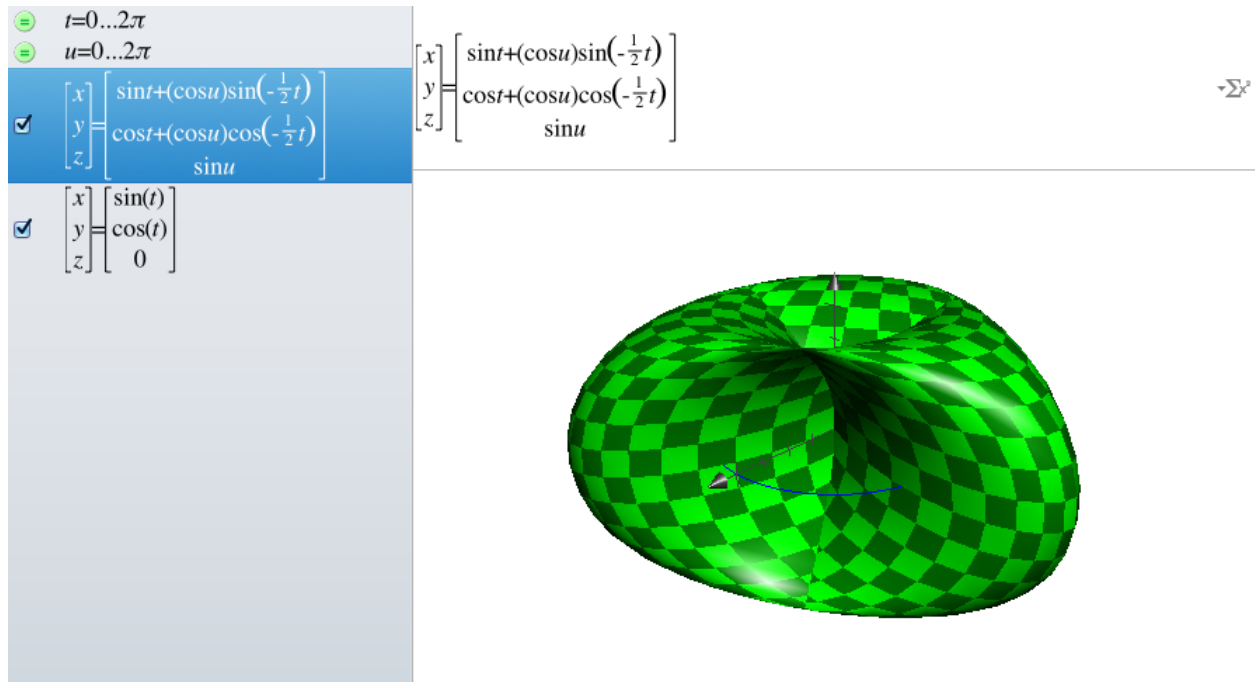 t=0...2π
u=0...2π
[x y z] = [sint+(cosu)sin(-1/2t) cost+(cosu)cos(-1/2t) sinu]
[x y z] = [sin(t) cos(t) 0]
[x y z] = [sint+(cosu)sin(-1/2t) cost+(cosu)cos(-1/2t) sinu]
Σx²